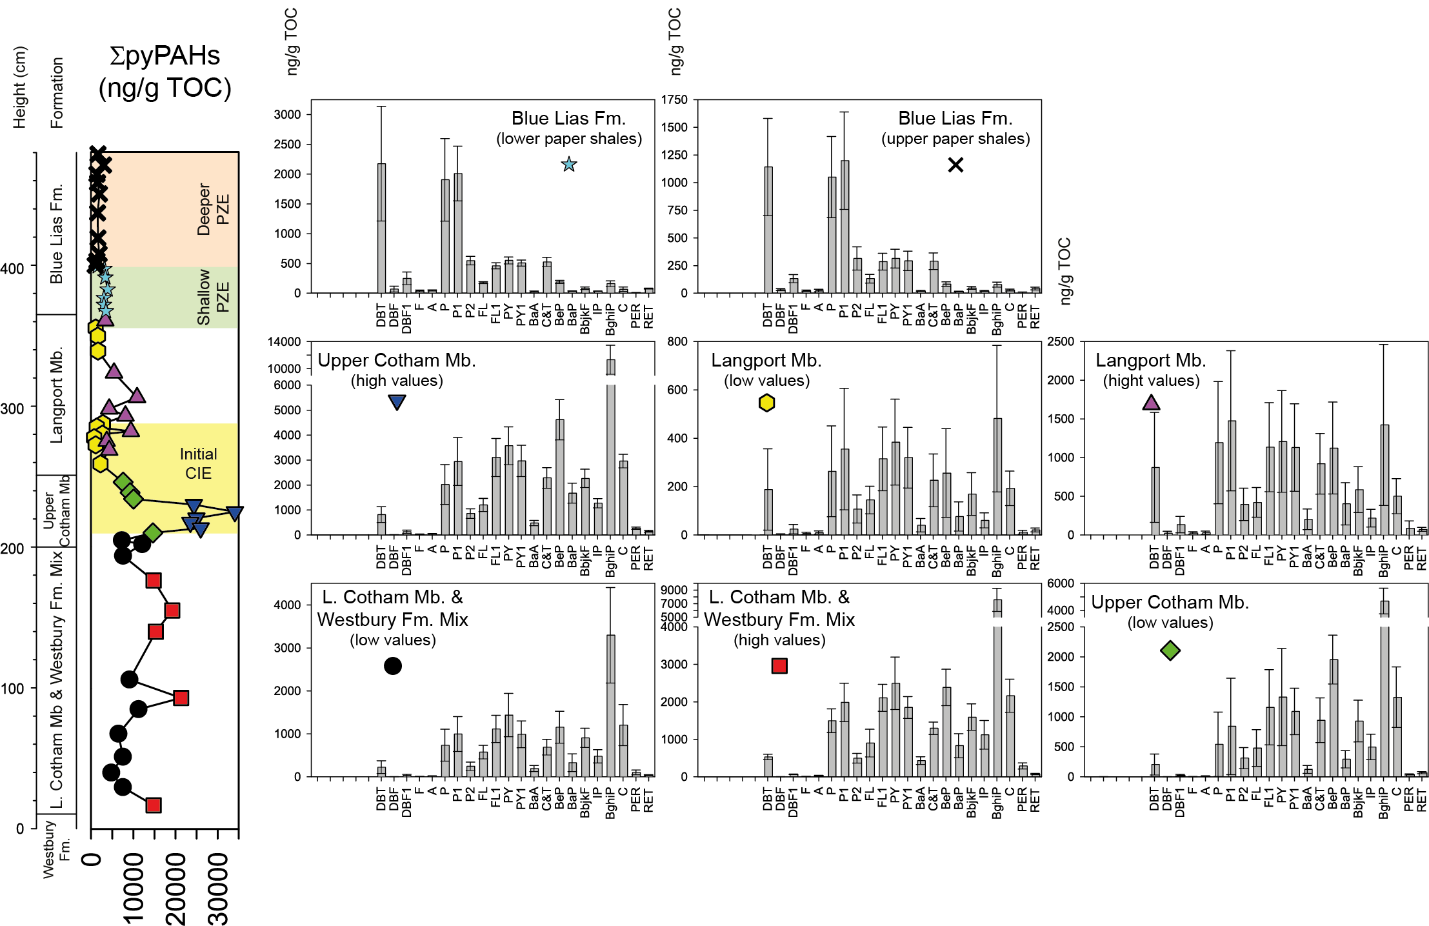 ΣpyPAHs
(ng/g TOC)
Height (cm)
Formation
Blue Lias Fm.
Langport Mb.
Upper
Cotham Mb
L. Cotham Mb & Westbury Fm. Mix
Westbury
Fm.
400
300
200
100
0
Deeper
PZE
Shallow
PZE
Initial
CIE
0
10000
20000
30000
ng/g TOC
Blue Lias Fm.
(lower paper shales)
3000
2500
2000
1500
1000
500
0
DBT DBF DBF1 F A P P1 P2 FL FL1 PY PY1 BaA C&T BeP BaP BbjkF IP BghiP C PER RET
ng/g TOC
Blue Lias Fm.
(upper paper shales)
1750
1500
1250
1000
750
500
250
0
DBT DBF DBF1 F A P P1 P2 FL FL1 PY PY1 BaA C&T BeP BaP BbjkF IP BghiP C PER RET
Upper Cotham Mb.
(high values)
14000
10000
6000
5000
4000
3000
2000
1000
0
DBT DBF DBF1 F A P P1 P2 FL FL1 PY PY1 BaA C&T BeP BaP BbjkF IP BghiP C PER RET
Langport Mb.
(low values)
800
600
400
200
0
DBT DBF DBF1 F A P P1 P2 FL FL1 PY PY1 BaA C&T BeP BaP BbjkF IP BghiP C PER RET
ng/g TOC
Langport Mb.
(hight values)
2500
2000
1500
1000
500
0
DBT DBF DBF1 F A P P1 P2 FL FL1 PY PY1 BaA C&T BeP BaP BbjkF IP BghiP C PER RET
L. Cotham Mb. &
Westbury Fm. Mix
(low values)
4000
3000
2000
1000
0
DBT DBF DBF1 F A P P1 P2 FL FL1 PY PY1 BaA C&T BeP BaP BbjkF IP BghiP C PER RET
L. Cotham Mb. &
Westbury Fm. Mix
(high values)
9000
7000
5000
4000
3000
2000
1000
0
DBT DBF DBF1 F A P P1 P2 FL FL1 PY PY1 BaA C&T BeP BaP BbjkF IP BghiP C PER RET
Upper Cotham Mb.
(low values)
6000
4000
2500
2000
1500
1000
500
0
DBT DBF DBF1 F A P P1 P2 FL FL1 PY PY1 BaA C&T BeP BaP BbjkF IP BghiP C PER RET